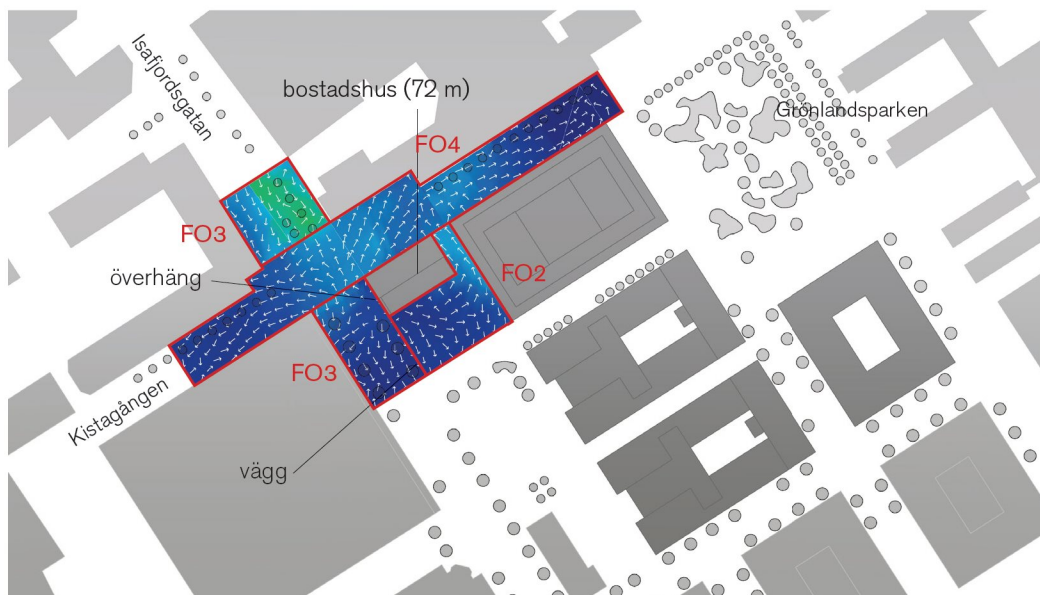 Isafjordsgatan
bostadshus (72 m)
Grönlandsparken
FO4
FO3
överhäng
FO2
FO3
Kistagången
vägg